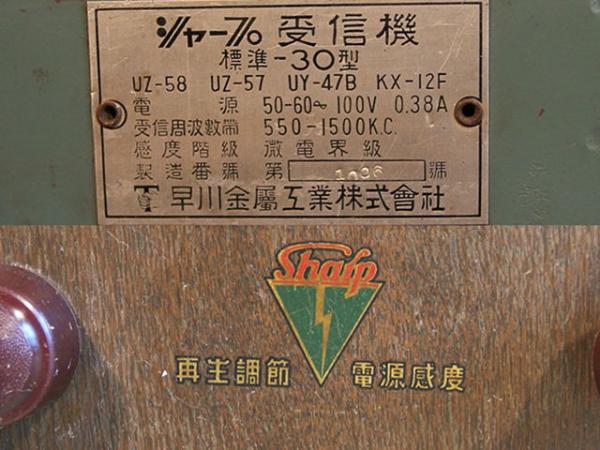 シャープ 受信機
標準-30型
UZ-58 UZ-57 UY-47B KX-12F
電源 50-60~ 100V 0.38A
受信周波數帶 550-1500K.C.
感度階級 微電界級
製造番號 第 1006 號
早川金屬工業株式會社
Sharp
再生調節 電源感度